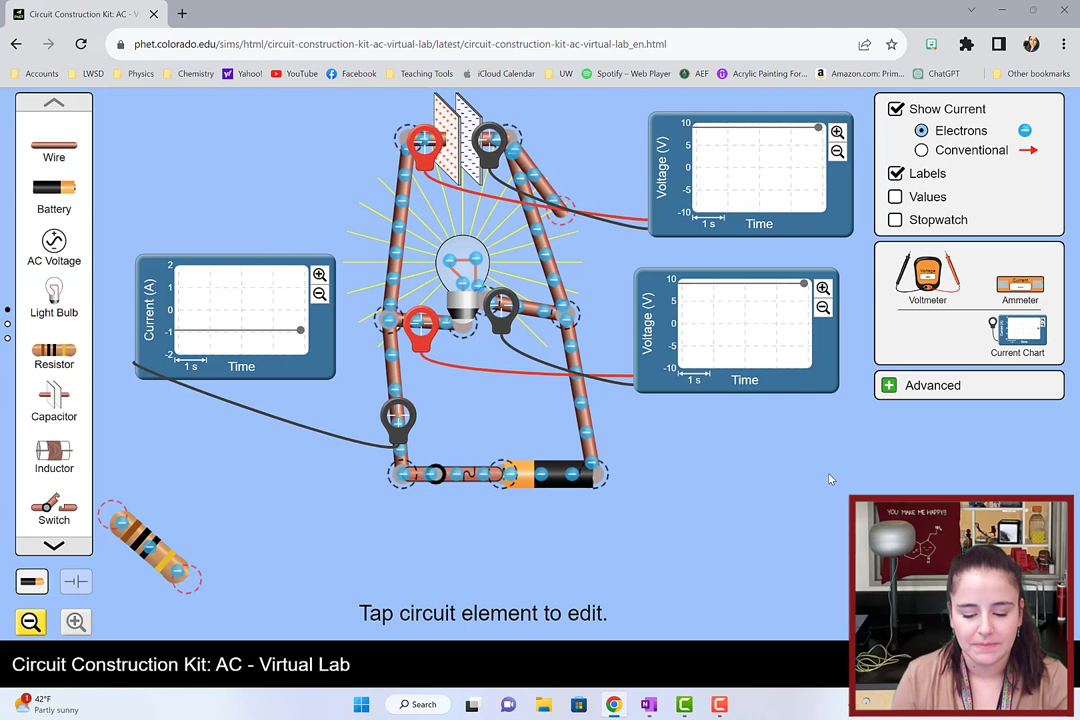 Circuit Construction Kit: AC - V
phet.colorado.edu/sims/html/circuit-construction-kit-ac-virtual-lab/latest/circuit-construction-kit-ac-virtual-lab_en.html
Accounts LWSD Physics Chemistry Yahoo! YouTube Facebook Teaching Tools iCloud Calendar UW Spotify – Web Player AEF Acrylic Painting For... Amazon.com: Prim... ChatGPT Other bookmarks
Wire
Battery
AC Voltage
Light Bulb
Resistor
Capacitor
Inductor
Switch
Current (A)
2
1
0
-1
-2
1 s
Time
Voltage (V)
10
5
0
-5
-10
1 s
Time
Voltage (V)
10
5
0
-5
-10
1 s
Time
Show Current
Electrons
Conventional
Labels
Values
Stopwatch
Voltmeter
Ammeter
Current Chart
Advanced
Tap circuit element to edit.
YOU MAKE ME HAPPY!
Circuit Construction Kit: AC - Virtual Lab
1
42°F
Partly sunny
Search